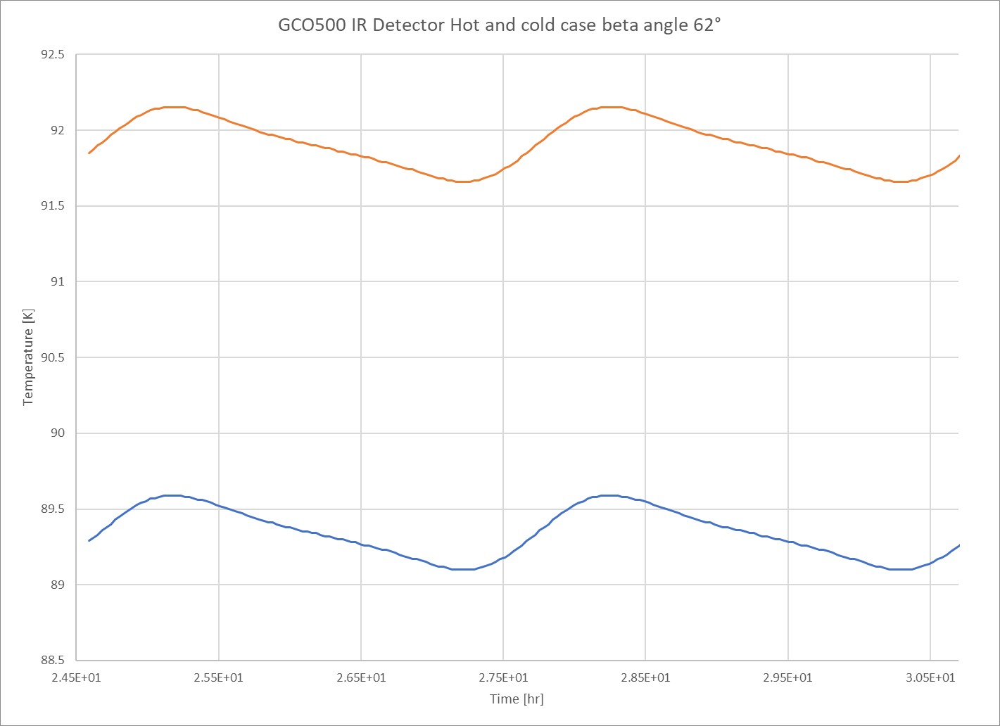 GCO500 IR Detector Hot and cold case beta angle 62°
92.5
92
91.5
91
90.5
90
89.5
89
88.5
Temperature [K]
2.45E+01 2.55E+01 2.65E+01 2.75E+01 2.85E+01 2.95E+01 3.05E+01
Time [hr]